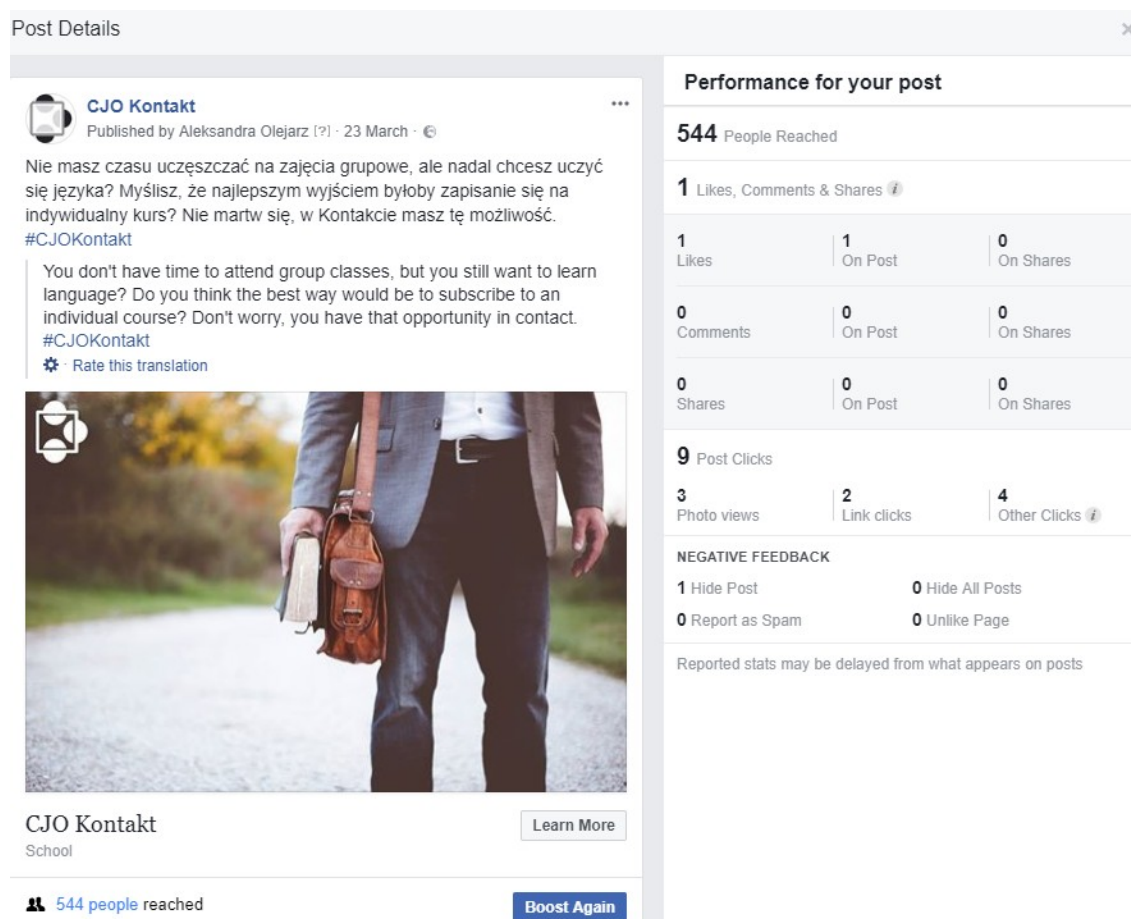 Post Details
CJO Kontakt
Published by Aleksandra Olejarz [?] · 23 March ·
Nie masz czasu uczęszczać na zajęcia grupowe, ale nadal chcesz uczyć
się języka? Myślisz, że najlepszym wyjściem byłoby zapisanie się na
indywidualny kurs? Nie martw się, w Kontakcie masz tę możliwość.
#CJOKontakt
You don't have time to attend group classes, but you still want to learn
language? Do you think the best way would be to subscribe to an
individual course? Don't worry, you have that opportunity in contact.
#CJOKontakt
· Rate this translation
CJO Kontakt
Learn More
School
544 people reached
Boost Again
Performance for your post
544 People Reached
1 Likes, Comments & Shares i
1 1 0
Likes On Post On Shares
0 0 0
Comments On Post On Shares
0 0 0
Shares On Post On Shares
9 Post Clicks
3 2 4
Photo views Link clicks Other Clicks i
NEGATIVE FEEDBACK
1 Hide Post 0 Hide All Posts
0 Report as Spam 0 Unlike Page
Reported stats may be delayed from what appears on posts